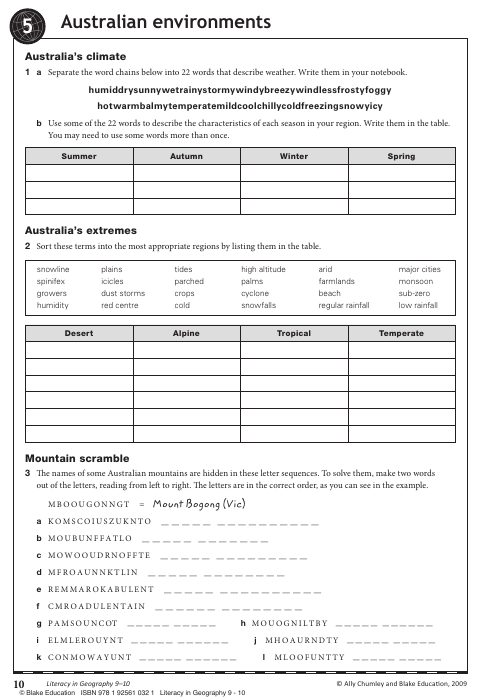 5
Australian environments
Australia's climate
1 a Separate the word chains below into 22 words that describe weather. Write them in your notebook.
humiddrysunnywetrainystormywindybreezywindlessfrostyfoggy
hotwarmbalmytemperatemildcoolchillycoldfreezingsnowyicy
b Use some of the 22 words to describe the characteristics of each season in your region. Write them in the table.
You may need to use some words more than once.
Summer Autumn Winter Spring
Australia's extremes
2 Sort these terms into the most appropriate regions by listing them in the table.
snowline plains tides high altitude arid major cities
spinifex icicles parched palms farmlands monsoon
growers dust storms crops cyclone beach sub-zero
humidity red centre cold snowfalls regular rainfall low rainfall
Desert Alpine Tropical Temperate
Mountain scramble
3 The names of some Australian mountains are hidden in these letter sequences. To solve them, make two words
out of the letters, reading from left to right. The letters are in the correct order, as you can see in the example.
MBOOUGONNGT = Mount Bogong (Vic)
a KOMSCOIUSZUKNTO
b MOUBUNFFATLO
c MOWOOUDRNOFFTE
d MFROAUNNKTLIN
e REMMAROKABULENT
f CMROADULENTAIN
g PAMSOUNCOT h MOUOGNILTBY
i ELMLEROUYNT j MHOAURNDTY
k CONMOWAYUNT l MLOOFUNTTY
10 Literacy in Geography 9–10 © Ally Chumley and Blake Education, 2009
© Blake Education ISBN 978 1 92561 032 1 Literacy in Geography 9 - 10